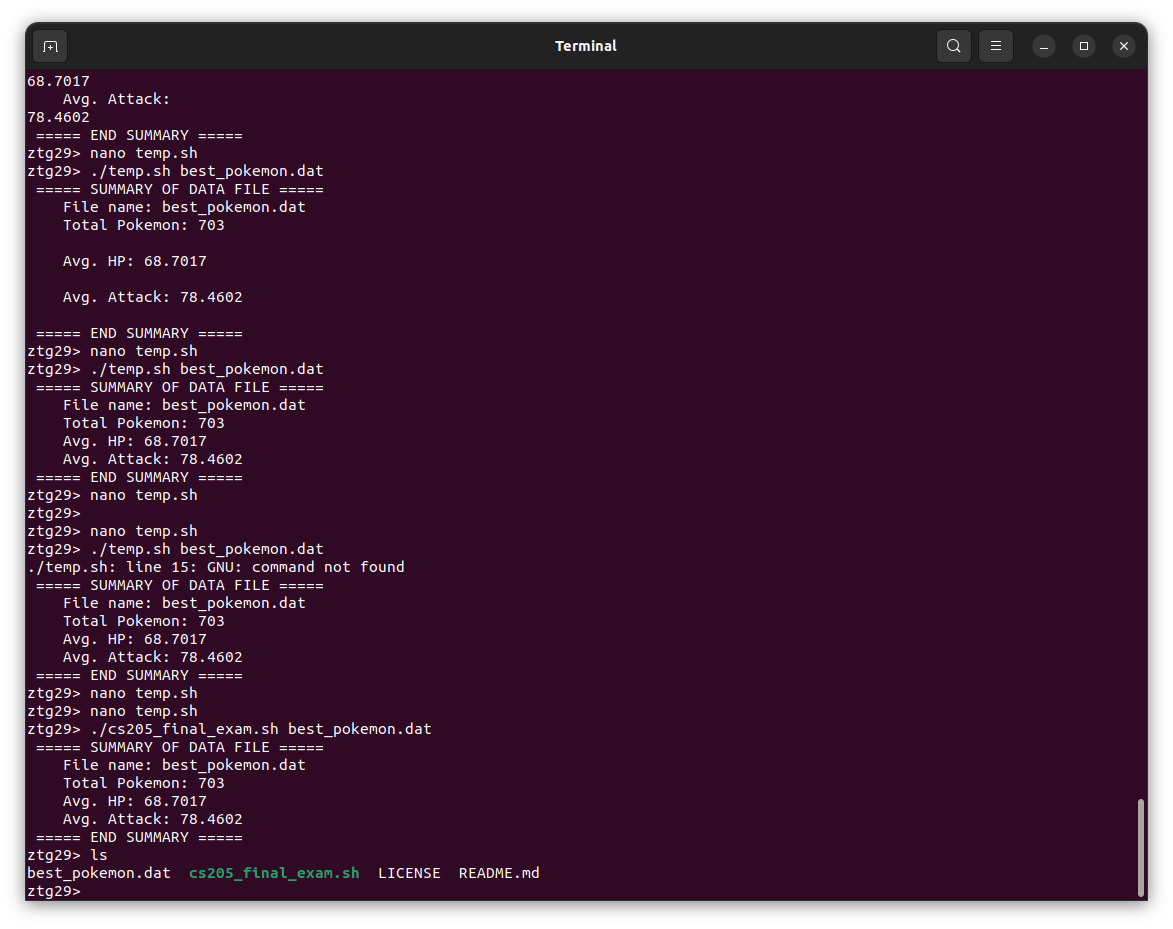 Terminal
68.7017
    Avg. Attack:
78.4602
 ===== END SUMMARY =====
ztg29> nano temp.sh
ztg29> ./temp.sh best_pokemon.dat
 ===== SUMMARY OF DATA FILE =====
    File name: best_pokemon.dat
    Total Pokemon: 703

    Avg. HP: 68.7017

    Avg. Attack: 78.4602

 ===== END SUMMARY =====
ztg29> nano temp.sh
ztg29> ./temp.sh best_pokemon.dat
 ===== SUMMARY OF DATA FILE =====
    File name: best_pokemon.dat
    Total Pokemon: 703
    Avg. HP: 68.7017
    Avg. Attack: 78.4602
 ===== END SUMMARY =====
ztg29> nano temp.sh
ztg29>
ztg29> nano temp.sh
ztg29> ./temp.sh best_pokemon.dat
./temp.sh: line 15: GNU: command not found
 ===== SUMMARY OF DATA FILE =====
    File name: best_pokemon.dat
    Total Pokemon: 703
    Avg. HP: 68.7017
    Avg. Attack: 78.4602
 ===== END SUMMARY =====
ztg29> nano temp.sh
ztg29> nano temp.sh
ztg29> ./cs205_final_exam.sh best_pokemon.dat
 ===== SUMMARY OF DATA FILE =====
    File name: best_pokemon.dat
    Total Pokemon: 703
    Avg. HP: 68.7017
    Avg. Attack: 78.4602
 ===== END SUMMARY =====
ztg29> ls
best_pokemon.dat  cs205_final_exam.sh  LICENSE  README.md
ztg29>